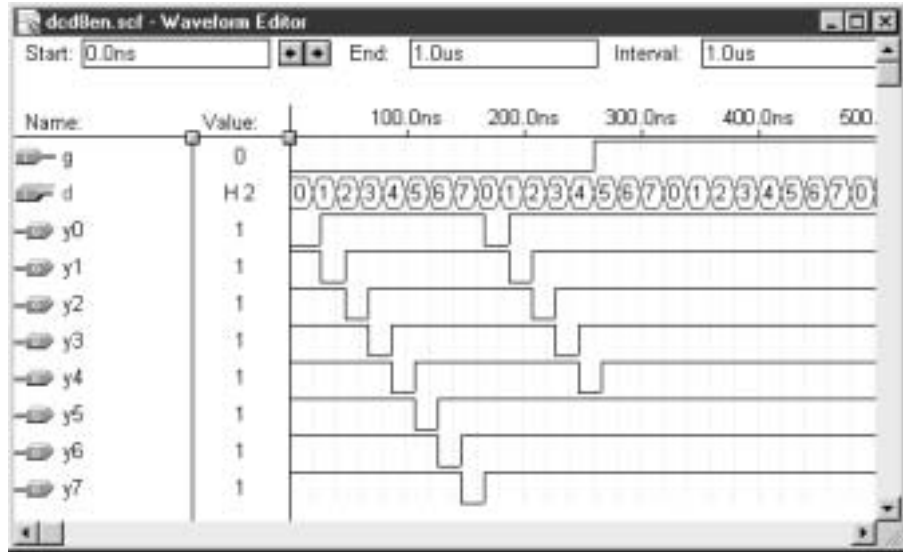 dcd8en.scf - Waveform Editor
Start: 0.0ns End: 1.0us Interval: 1.0us
Name: Value: 100.0ns 200.0ns 300.0ns 400.0ns 500.
g 0
d H 2 0 1 2 3 4 5 6 7 0 1 2 3 4 5 6 7 0 1 2 3 4 5 6 7 0
y0 1
y1 1
y2 1
y3 1
y4 1
y5 1
y6 1
y7 1